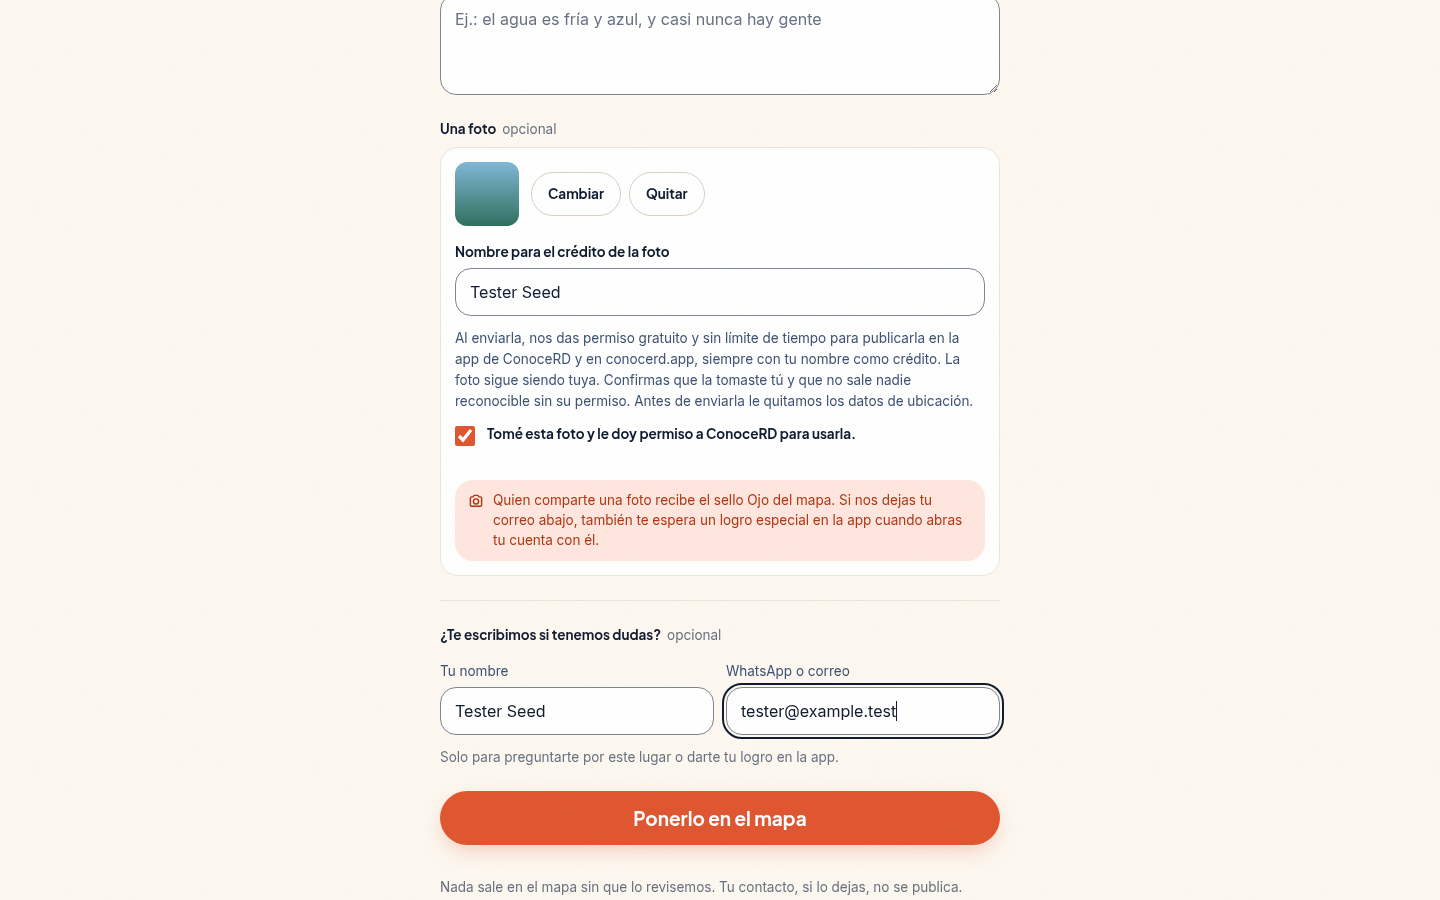 Ej.: el agua es fría y azul, y casi nunca hay gente
Una foto opcional
Cambiar
Quitar
Nombre para el crédito de la foto
Tester Seed
Al enviarla, nos das permiso gratuito y sin límite de tiempo para publicarla en la
app de ConoceRD y en conocerd.app, siempre con tu nombre como crédito. La
foto sigue siendo tuya. Confirmas que la tomaste tú y que no sale nadie
reconocible sin su permiso. Antes de enviarla le quitamos los datos de ubicación.
Tomé esta foto y le doy permiso a ConoceRD para usarla.
Quien comparte una foto recibe el sello Ojo del mapa. Si nos dejas tu
correo abajo, también te espera un logro especial en la app cuando abras
tu cuenta con él.
¿Te escribimos si tenemos dudas? opcional
Tu nombre
WhatsApp o correo
Tester Seed
tester@example.test
Solo para preguntarte por este lugar o darte tu logro en la app.
Ponerlo en el mapa
Nada sale en el mapa sin que lo revisemos. Tu contacto, si lo dejas, no se publica.